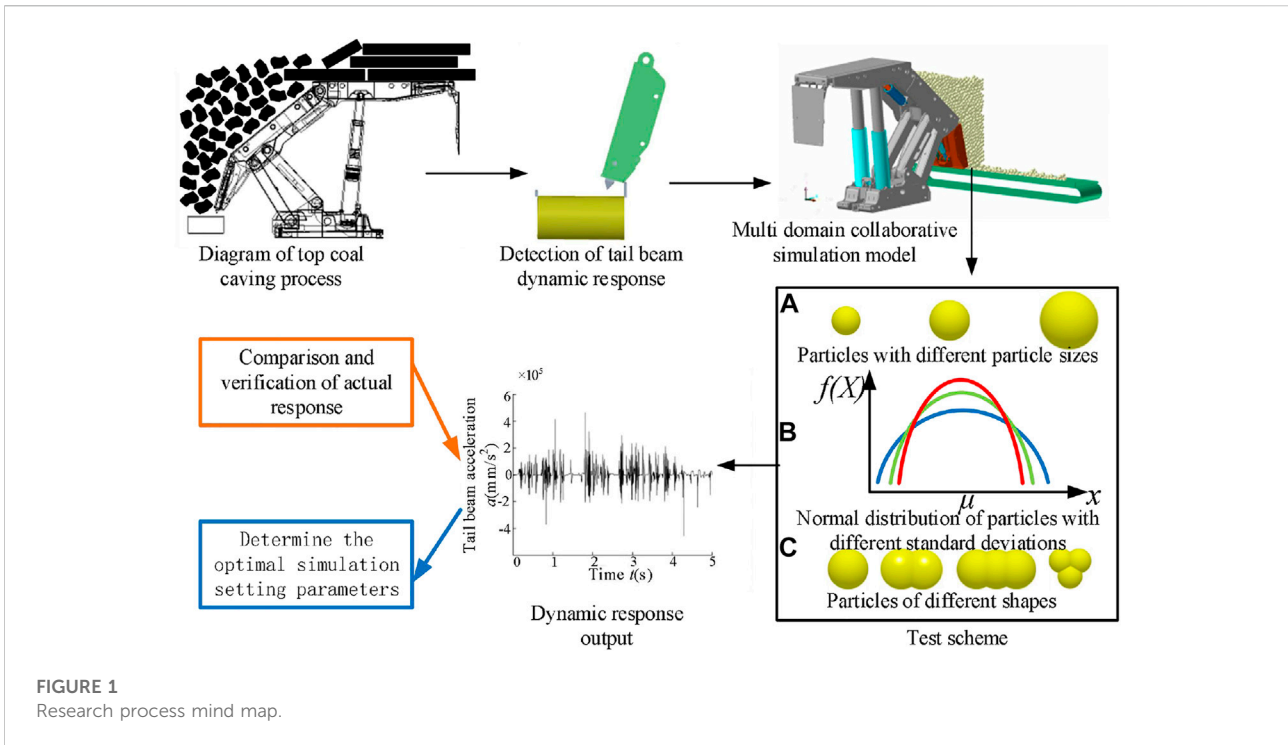 Diagram of top coal
caving process
Detection of tail beam
dynamic response
Multi domain collaborative
simulation model
A
Particles with different particle sizes
f(X)
B
μ
x
Normal distribution of particles with
different standard deviations
C
Particles of different shapes
Test scheme
Comparison and
verification of actual
response
Determine the
optimal simulation
setting parameters
×10⁵
Tail beam acceleration
a(mm/s²)
6
4
2
0
-2
-4
0 1 2 3 4 5
Time t(s)
Dynamic response
output
FIGURE 1
Research process mind map.